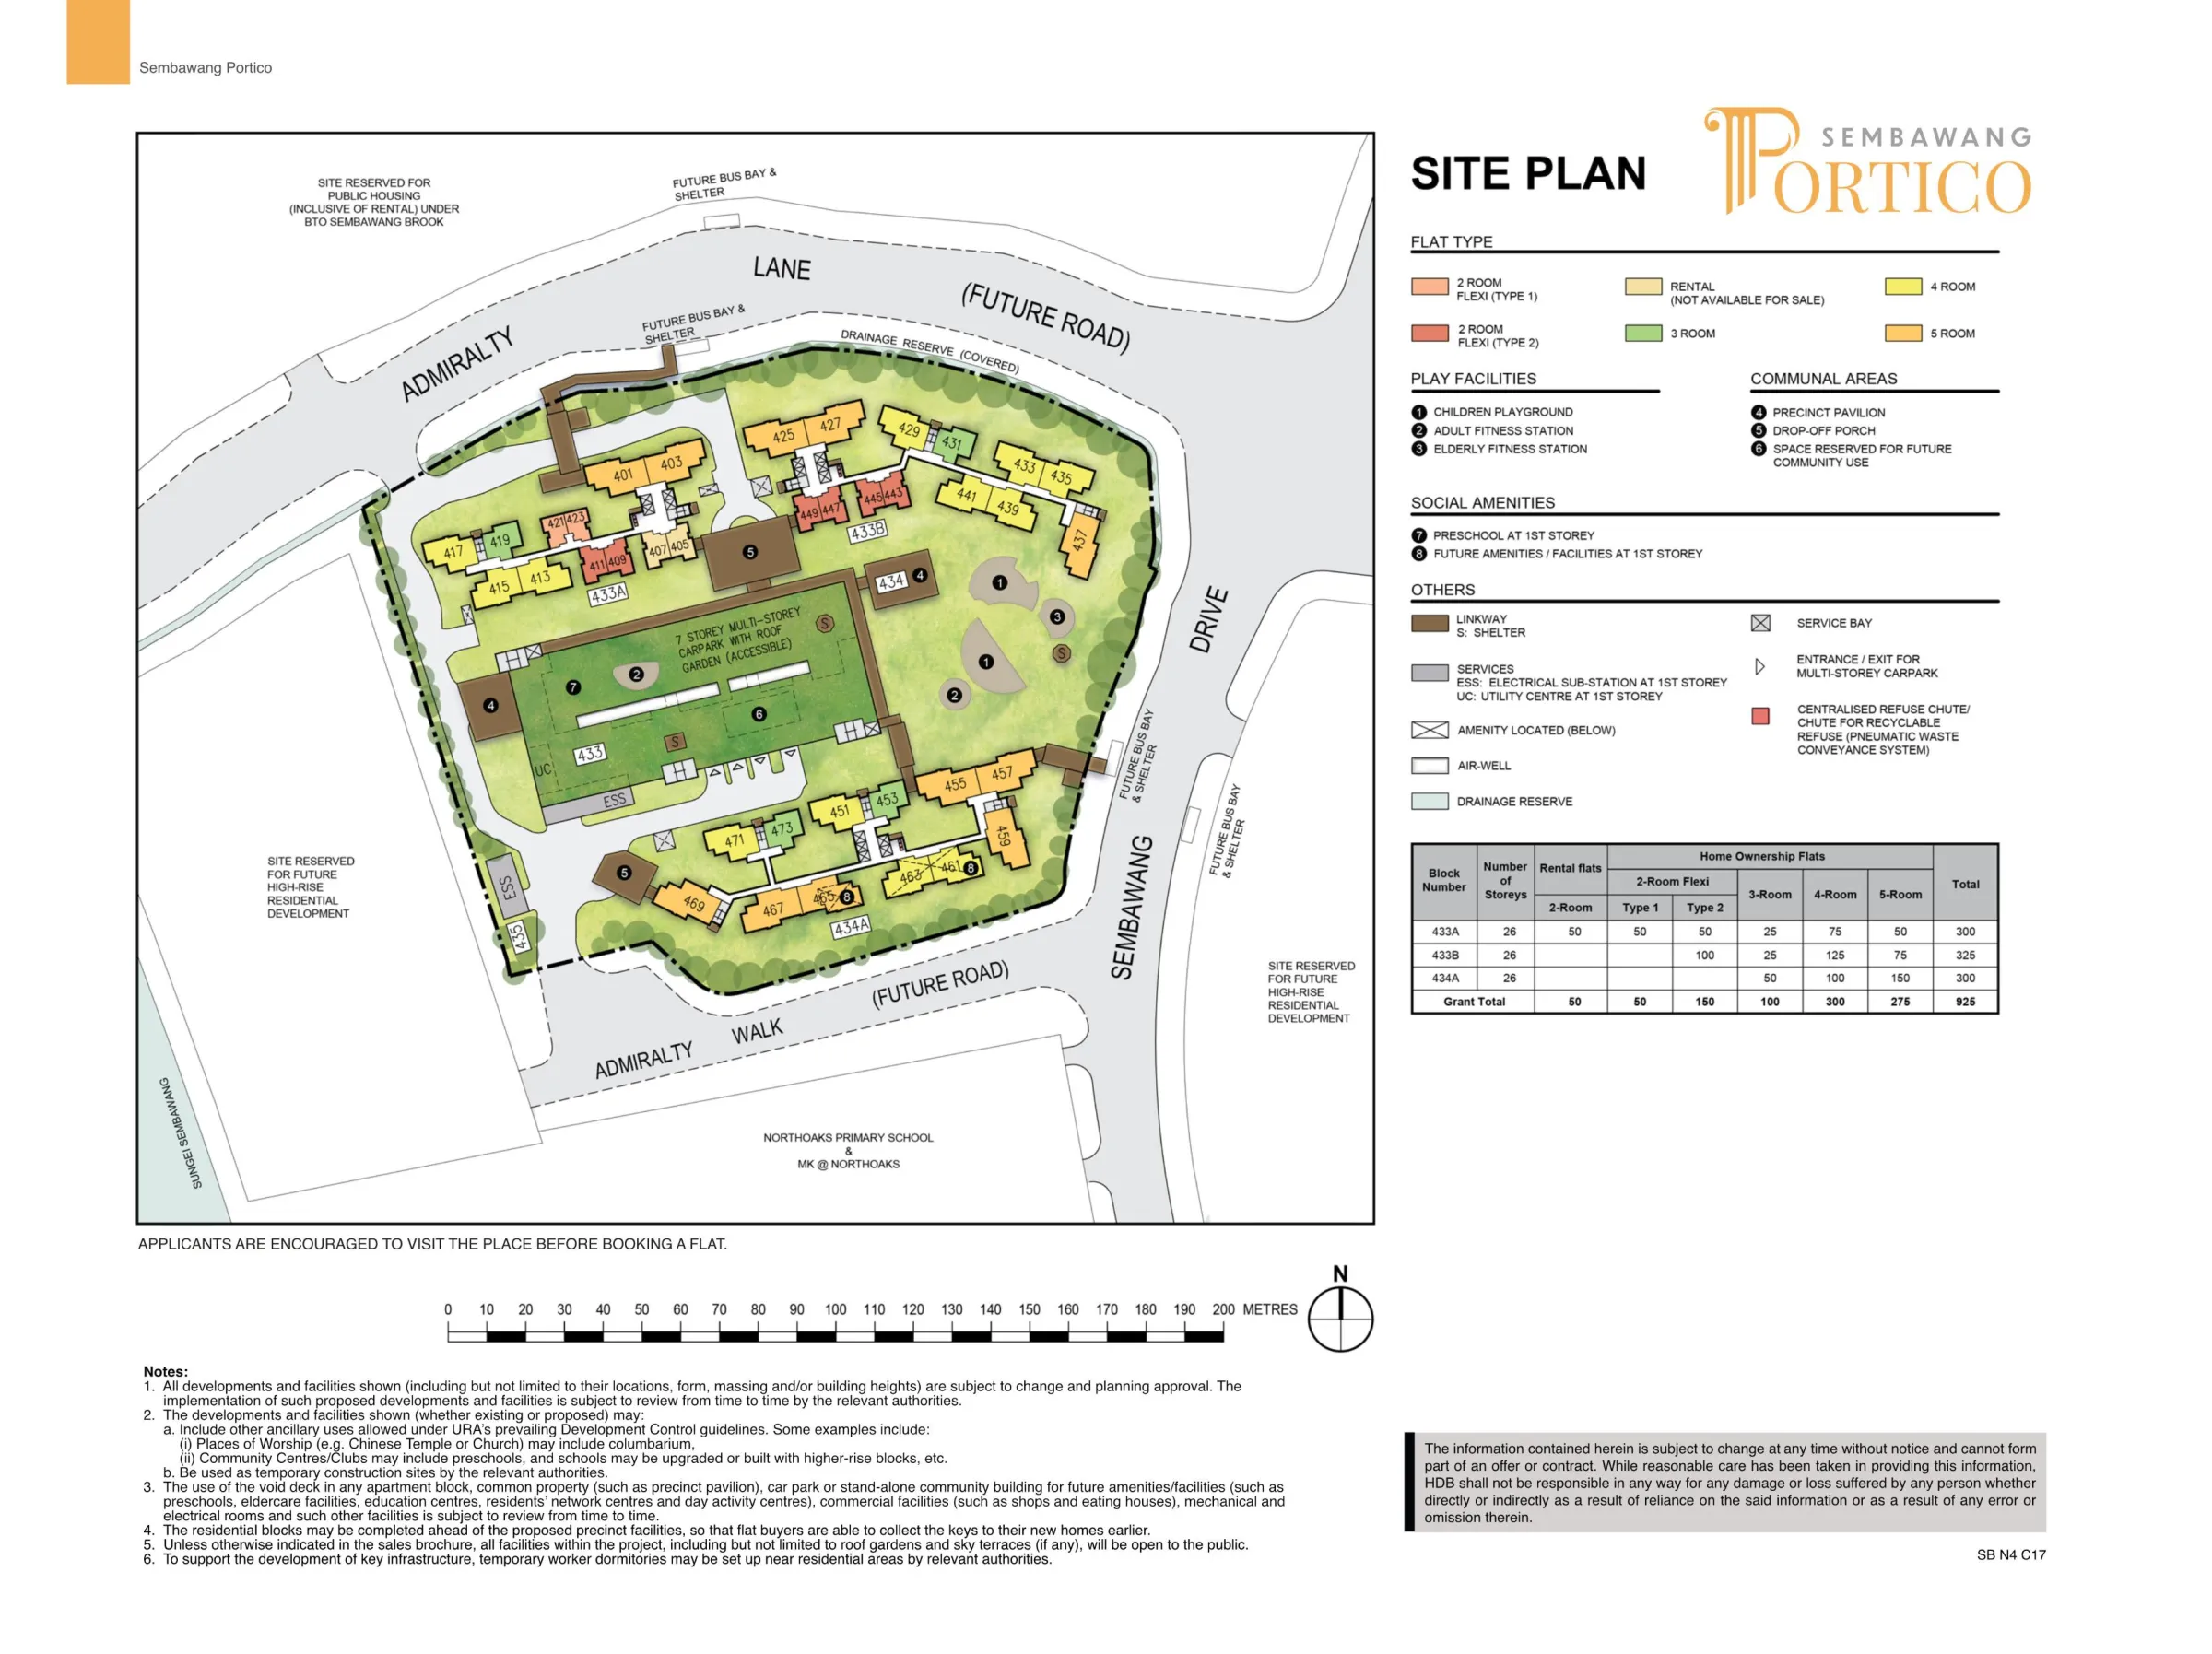 Sembawang Portico
SITE RESERVED FOR
PUBLIC HOUSING
(INCLUSIVE OF RENTAL) UNDER
BTO SEMBAWANG BROOK
FUTURE BUS BAY &
SHELTER
LANE
(FUTURE ROAD)
ADMIRALTY
FUTURE BUS BAY &
SHELTER
DRAINAGE RESERVE (COVERED)
425
427
429
431
433
435
401
403
441
439
437
449
447
445
443
433B
421
423
417
419
415
413
411
409
407
405
433A
5
434
4
1
3
S
1
2
7 STOREY MULTI-STOREY
CARPARK WITH ROOF
GARDEN (ACCESSIBLE)
S
2
7
6
4
S
433
UC
ESS
DRIVE
FUTURE BUS BAY
& SHELTER
FUTURE BUS BAY
& SHELTER
455
457
451
453
471
473
459
463
461
8
5
469
467
465
8
434A
ESS
435
SEMBAWANG
SITE RESERVED
FOR FUTURE
HIGH-RISE
RESIDENTIAL
DEVELOPMENT
SITE RESERVED
FOR FUTURE
HIGH-RISE
RESIDENTIAL
DEVELOPMENT
(FUTURE ROAD)
ADMIRALTY WALK
SUNGEI SEMBAWANG
NORTHOAKS PRIMARY SCHOOL
&
MK @ NORTHOAKS
APPLICANTS ARE ENCOURAGED TO VISIT THE PLACE BEFORE BOOKING A FLAT.
0 10 20 30 40 50 60 70 80 90 100 110 120 130 140 150 160 170 180 190 200 METRES
N
Notes:
1. All developments and facilities shown (including but not limited to their locations, form, massing and/or building heights) are subject to change and planning approval. The
implementation of such proposed developments and facilities is subject to review from time to time by the relevant authorities.
2. The developments and facilities shown (whether existing or proposed) may:
a. Include other ancillary uses allowed under URA's prevailing Development Control guidelines. Some examples include:
(i) Places of Worship (e.g. Chinese Temple or Church) may include columbarium,
(ii) Community Centres/Clubs may include preschools, and schools may be upgraded or built with higher-rise blocks, etc.
b. Be used as temporary construction sites by the relevant authorities.
3. The use of the void deck in any apartment block, common property (such as precinct pavilion), car park or stand-alone community building for future amenities/facilities (such as
preschools, eldercare facilities, education centres, residents' network centres and day activity centres), commercial facilities (such as shops and eating houses), mechanical and
electrical rooms and such other facilities is subject to review from time to time.
4. The residential blocks may be completed ahead of the proposed precinct facilities, so that flat buyers are able to collect the keys to their new homes earlier.
5. Unless otherwise indicated in the sales brochure, all facilities within the project, including but not limited to roof gardens and sky terraces (if any), will be open to the public.
6. To support the development of key infrastructure, temporary worker dormitories may be set up near residential areas by relevant authorities.
SITE PLAN
SEMBAWANG
PORTICO
FLAT TYPE
2 ROOM
FLEXI (TYPE 1)
RENTAL
(NOT AVAILABLE FOR SALE)
4 ROOM
2 ROOM
FLEXI (TYPE 2)
3 ROOM
5 ROOM
PLAY FACILITIES
1 CHILDREN PLAYGROUND
2 ADULT FITNESS STATION
3 ELDERLY FITNESS STATION
COMMUNAL AREAS
4 PRECINCT PAVILION
5 DROP-OFF PORCH
6 SPACE RESERVED FOR FUTURE
COMMUNITY USE
SOCIAL AMENITIES
7 PRESCHOOL AT 1ST STOREY
8 FUTURE AMENITIES / FACILITIES AT 1ST STOREY
OTHERS
LINKWAY
S: SHELTER
SERVICES
ESS: ELECTRICAL SUB-STATION AT 1ST STOREY
UC: UTILITY CENTRE AT 1ST STOREY
AMENITY LOCATED (BELOW)
AIR-WELL
DRAINAGE RESERVE
SERVICE BAY
ENTRANCE / EXIT FOR
MULTI-STOREY CARPARK
CENTRALISED REFUSE CHUTE/
CHUTE FOR RECYCLABLE
REFUSE (PNEUMATIC WASTE
CONVEYANCE SYSTEM)
Block Number | Number of Storeys | Rental flats | Home Ownership Flats | Total
2-Room Flexi | 3-Room | 4-Room | 5-Room
2-Room | Type 1 | Type 2
433A 26 50 50 50 25 75 50 300
433B 26 100 25 125 75 325
434A 26 50 100 150 300
Grant Total 50 50 150 100 300 275 925
The information contained herein is subject to change at any time without notice and cannot form
part of an offer or contract. While reasonable care has been taken in providing this information,
HDB shall not be responsible in any way for any damage or loss suffered by any person whether
directly or indirectly as a result of reliance on the said information or as a result of any error or
omission therein.
SB N4 C17